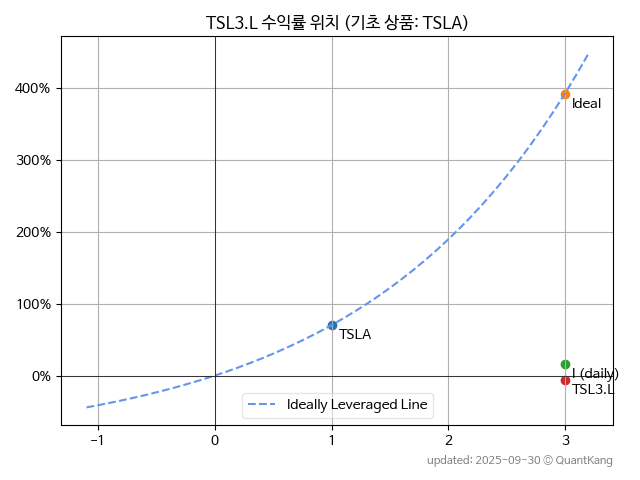 TSL3.L 수익률 위치 (기초 상품: TSLA)
400%
300%
200%
100%
0%
Ideal
TSLA
I (daily)
TSL3.L
Ideally Leveraged Line
−1
0
1
2
3
updated: 2025-09-30 © QuantKang